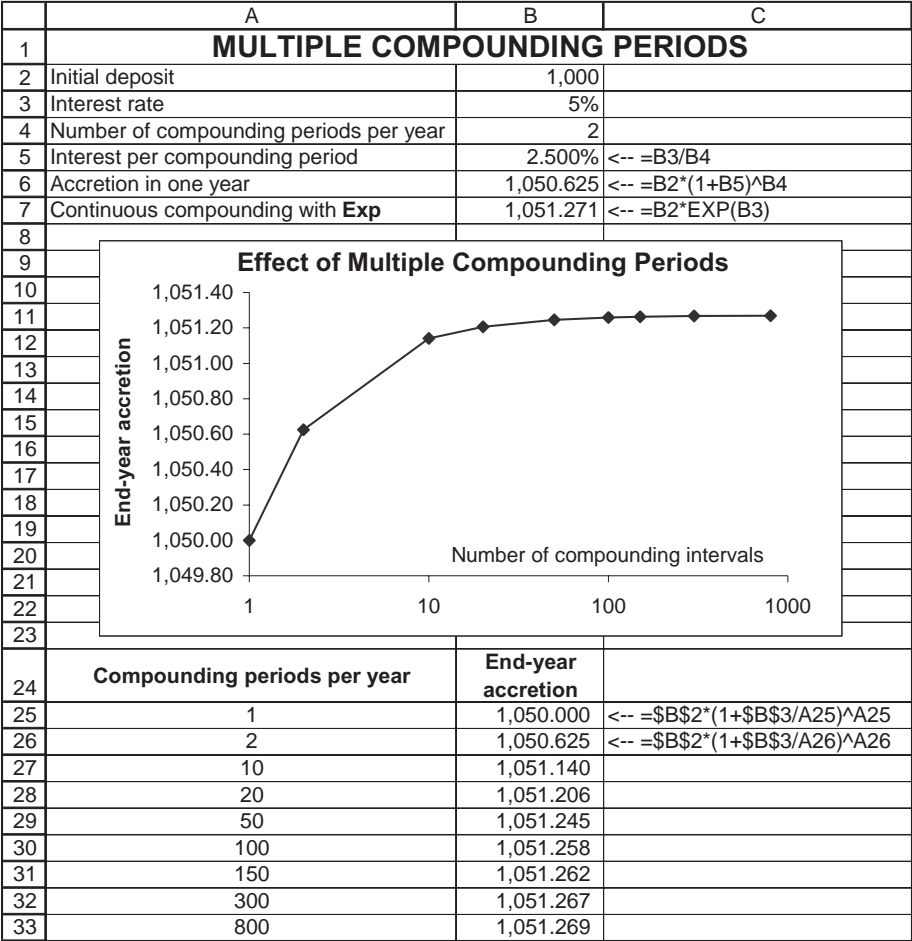 A B C
1 MULTIPLE COMPOUNDING PERIODS
2 Initial deposit 1,000
3 Interest rate 5%
4 Number of compounding periods per year 2
5 Interest per compounding period 2.500% <-- =B3/B4
6 Accretion in one year 1,050.625 <-- =B2*(1+B5)^B4
7 Continuous compounding with Exp 1,051.271 <-- =B2*EXP(B3)
8
9
10
11
12
13
14
15
16
17
18
19
20
21
22
23
Effect of Multiple Compounding Periods
End-year accretion
1,051.40
1,051.20
1,051.00
1,050.80
1,050.60
1,050.40
1,050.20
1,050.00
1,049.80
Number of compounding intervals
1 10 100 1000
24 Compounding periods per year End-year
accretion
25 1 1,050.000 <-- =$B$2*(1+$B$3/A25)^A25
26 2 1,050.625 <-- =$B$2*(1+$B$3/A26)^A26
27 10 1,051.140
28 20 1,051.206
29 50 1,051.245
30 100 1,051.258
31 150 1,051.262
32 300 1,051.267
33 800 1,051.269